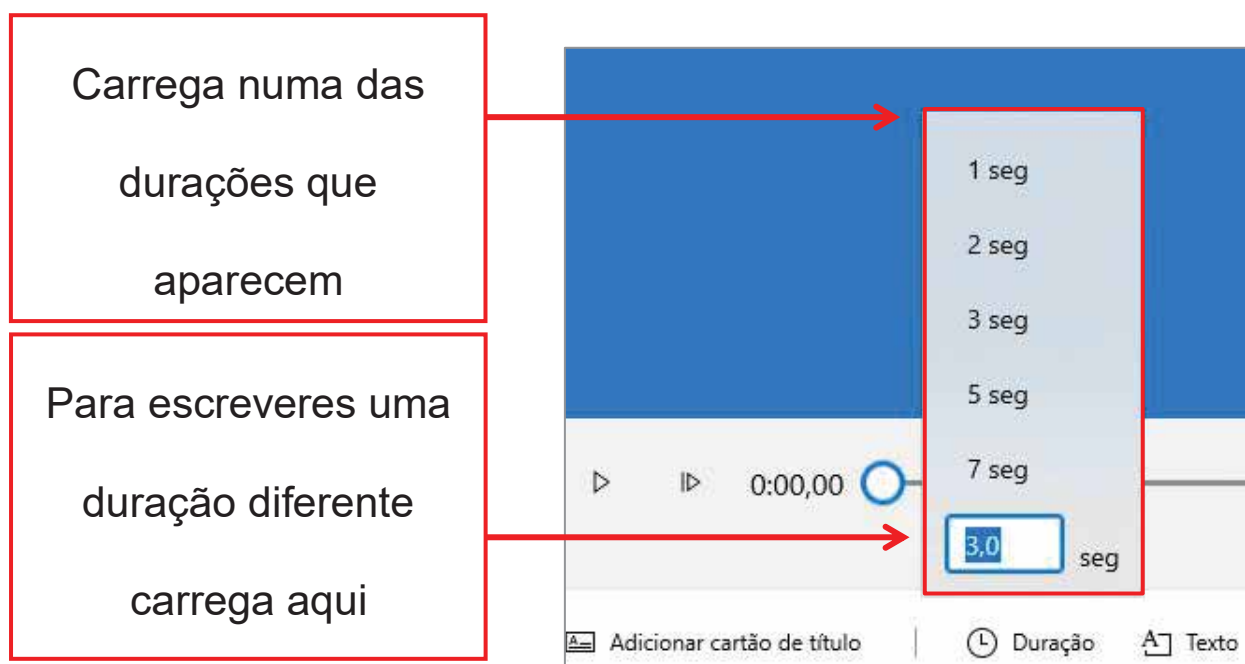 Carrega numa das
durações que
aparecem
Para escreveres uma
duração diferente
carrega aqui
1 seg
2 seg
3 seg
5 seg
7 seg
0:00,00
3,0 seg
Adicionar cartão de título
Duração
Texto